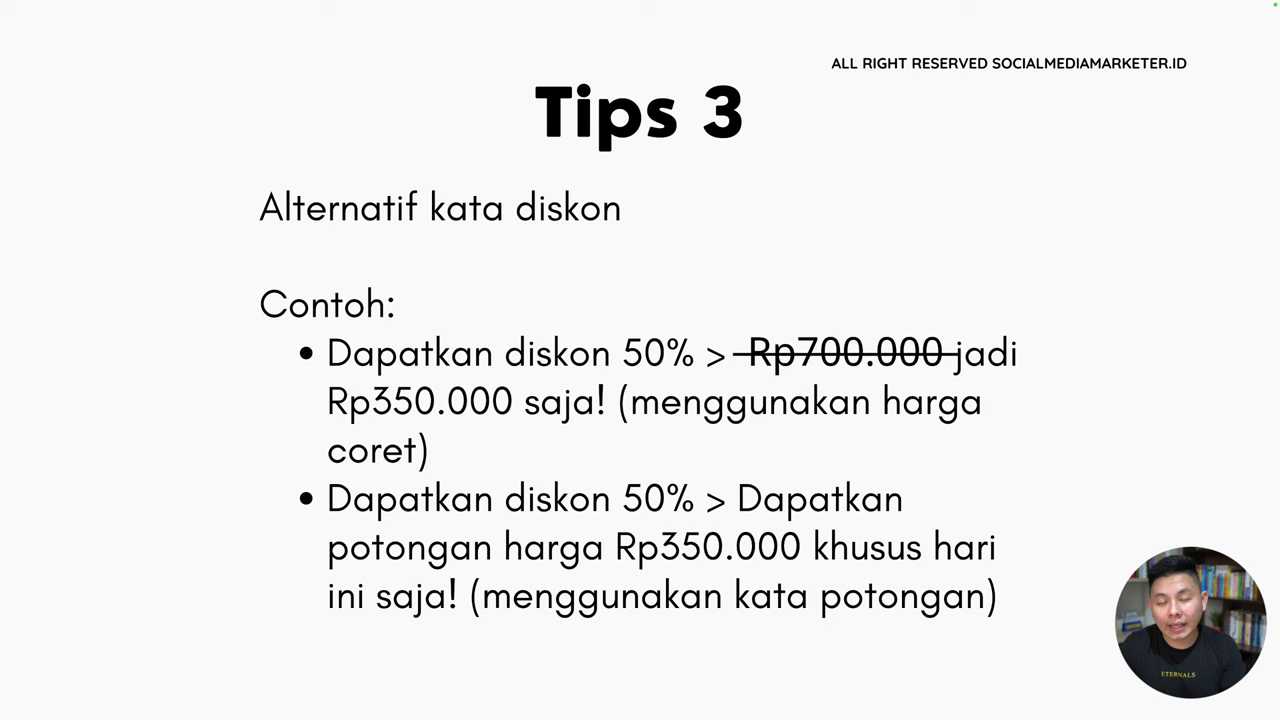 ALL RIGHT RESERVED SOCIALMEDIAMARKETER.ID
Tips 3
Alternatif kata diskon
Contoh:
• Dapatkan diskon 50% > Rp700.000 jadi
Rp350.000 saja! (menggunakan harga
coret)
• Dapatkan diskon 50% > Dapatkan
potongan harga Rp350.000 khusus hari
ini saja! (menggunakan kata potongan)
ETERNALS